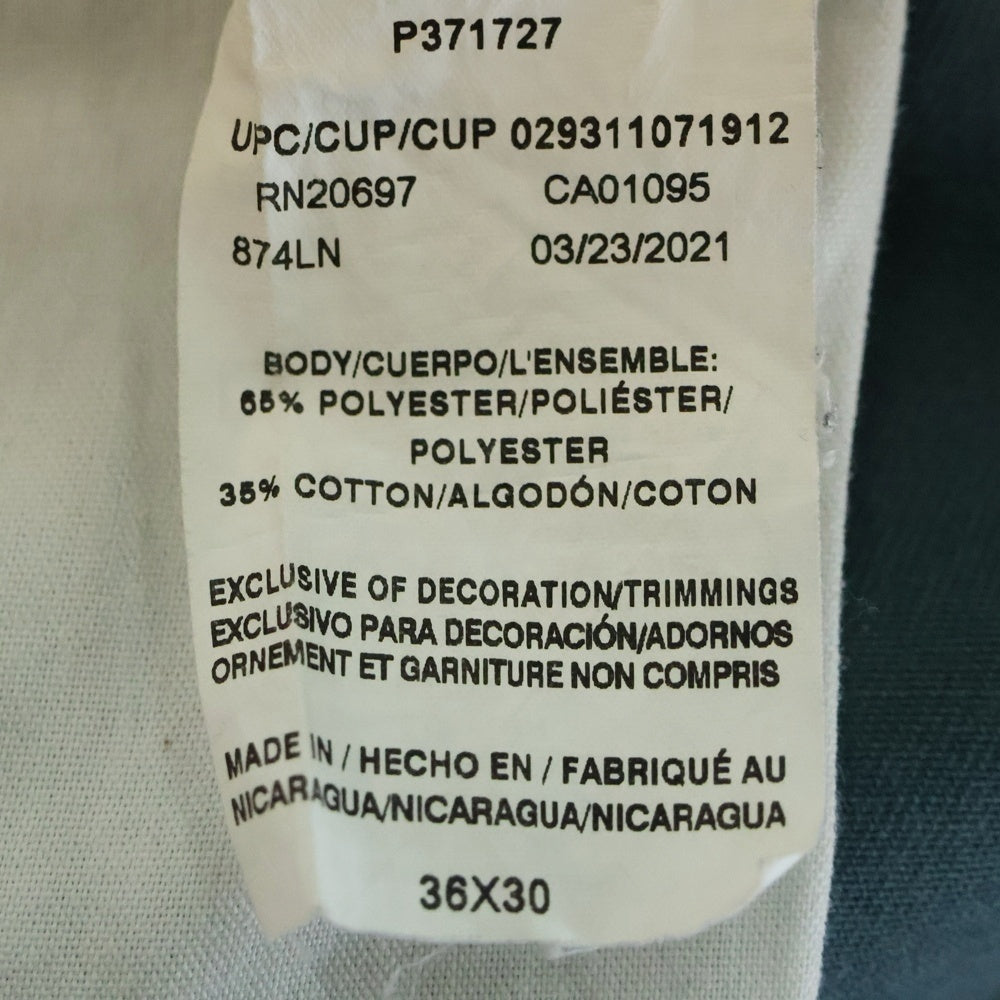 P371727
UPC/CUP/CUP 029311071912
RN20697 CA01095
874LN 03/23/2021
BODY/CUERPO/L'ENSEMBLE:
65% POLYESTER/POLIÉSTER/
POLYESTER
35% COTTON/ALGODÓN/COTON
EXCLUSIVE OF DECORATION/TRIMMINGS
EXCLUSIVO PARA DECORACIÓN/ADORNOS
ORNEMENT ET GARNITURE NON COMPRIS
MADE IN / HECHO EN / FABRIQUÉ AU
NICARAGUA/NICARAGUA/NICARAGUA
36X30